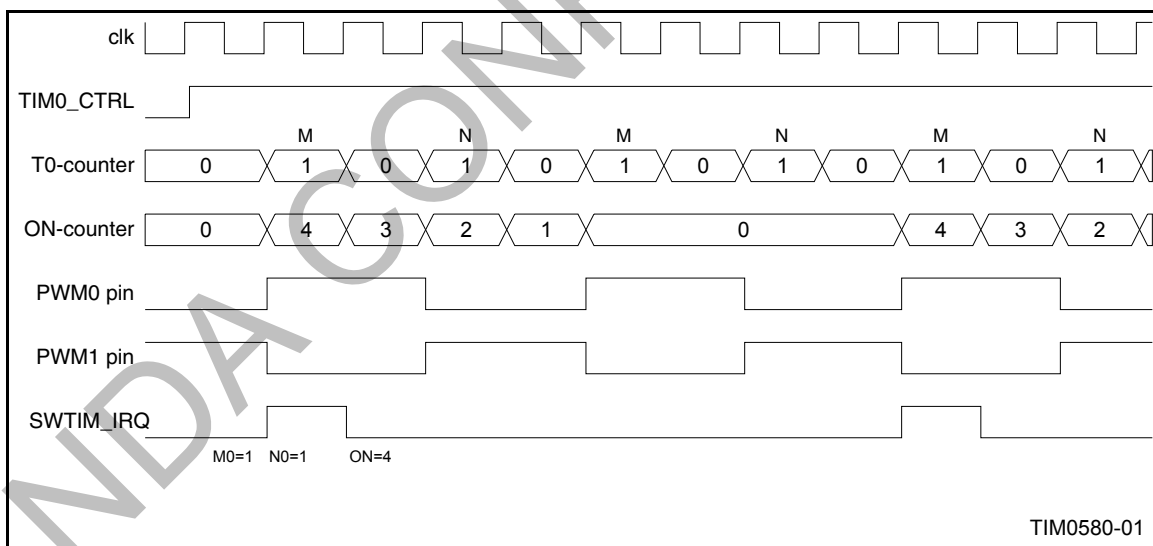 clk
TIM0_CTRL
M N M N M N
T0-counter 0 1 0 1 0 1 0 1 0 1 0 1
ON-counter 0 4 3 2 1 0 4 3 2
PWM0 pin
PWM1 pin
SWTIM_IRQ
M0=1 N0=1 ON=4
TIM0580-01
NDA CON